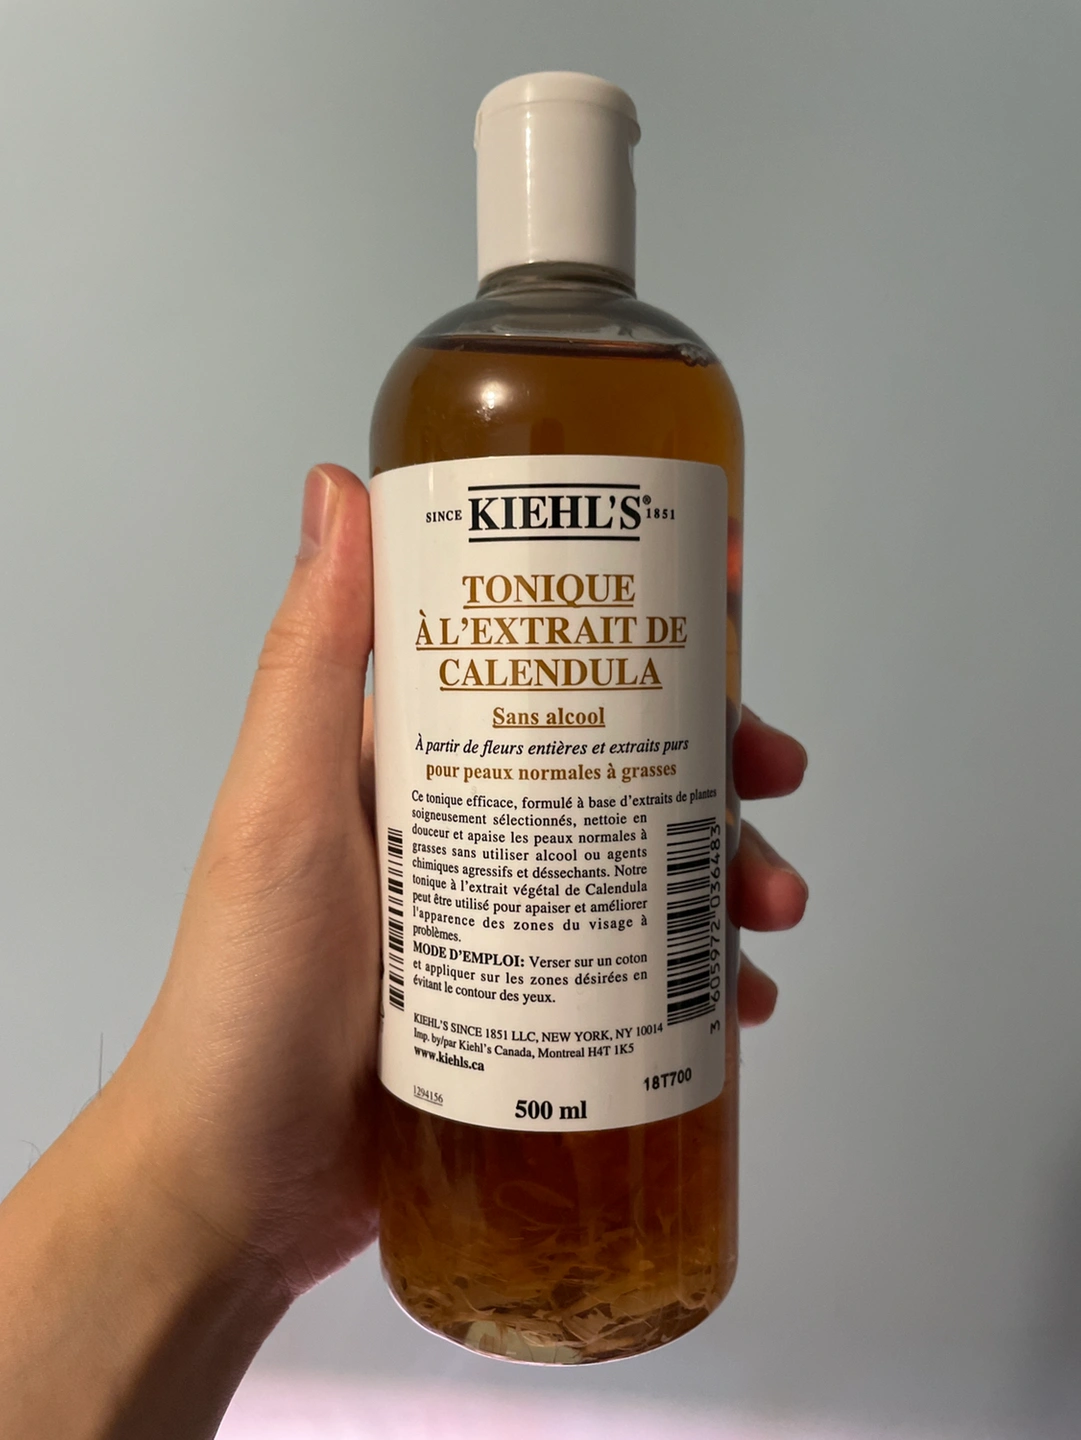 SINCE KIEHL'S® 1851
TONIQUE
À L'EXTRAIT DE
CALENDULA
Sans alcool
À partir de fleurs entières et extraits purs
pour peaux normales à grasses
Ce tonique efficace, formulé à base d'extraits de plantes
soigneusement sélectionnés, nettoie en
douceur et apaise les peaux normales à
grasses sans utiliser alcool ou agents
chimiques agressifs et déssechants. Notre
tonique à l'extrait végétal de Calendula
peut être utilisé pour apaiser et améliorer
l'apparence des zones du visage à
problèmes.
MODE D'EMPLOI: Verser sur un coton
et appliquer sur les zones désirées en
évitant le contour des yeux.
KIEHL'S SINCE 1851 LLC, NEW YORK, NY 10014
Imp. by/par Kiehl's Canada, Montreal H4T 1K5
www.kiehls.ca
1294156
500 ml
18T700
3 605972 036483